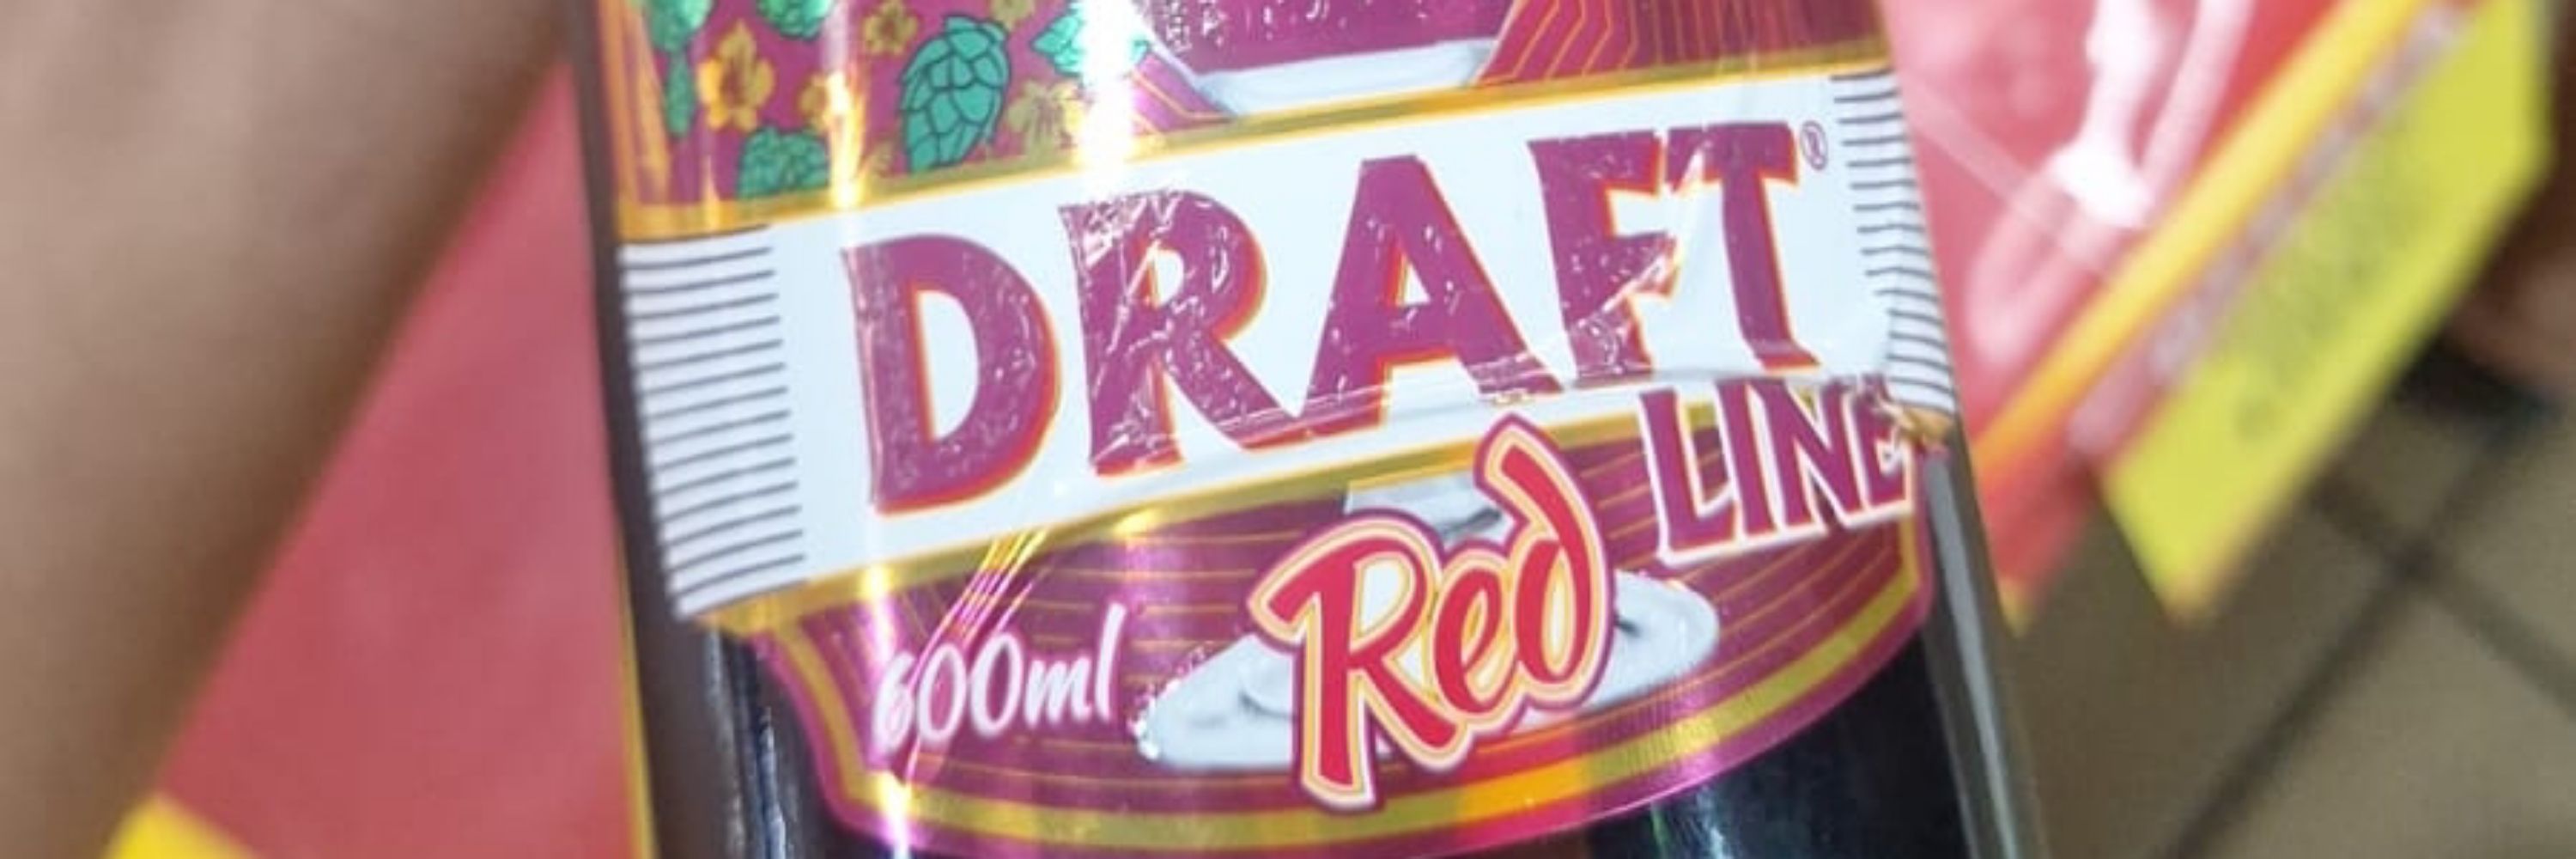 DRAFT®
LINE
Red
600ml